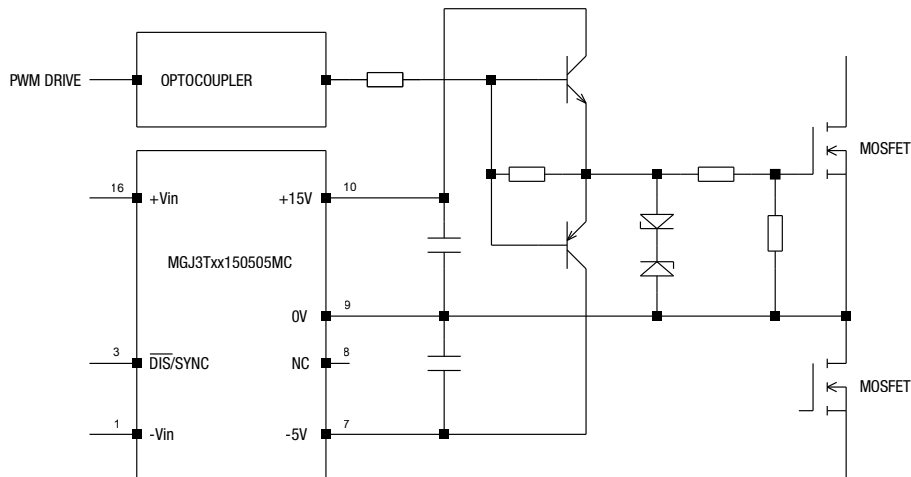 PWM DRIVE
OPTOCOUPLER
MOSFET
16
+Vin
+15V
10
MGJ3Txx150505MC
0V
9
3
DIS/SYNC
NC
8
MOSFET
1
-Vin
-5V
7